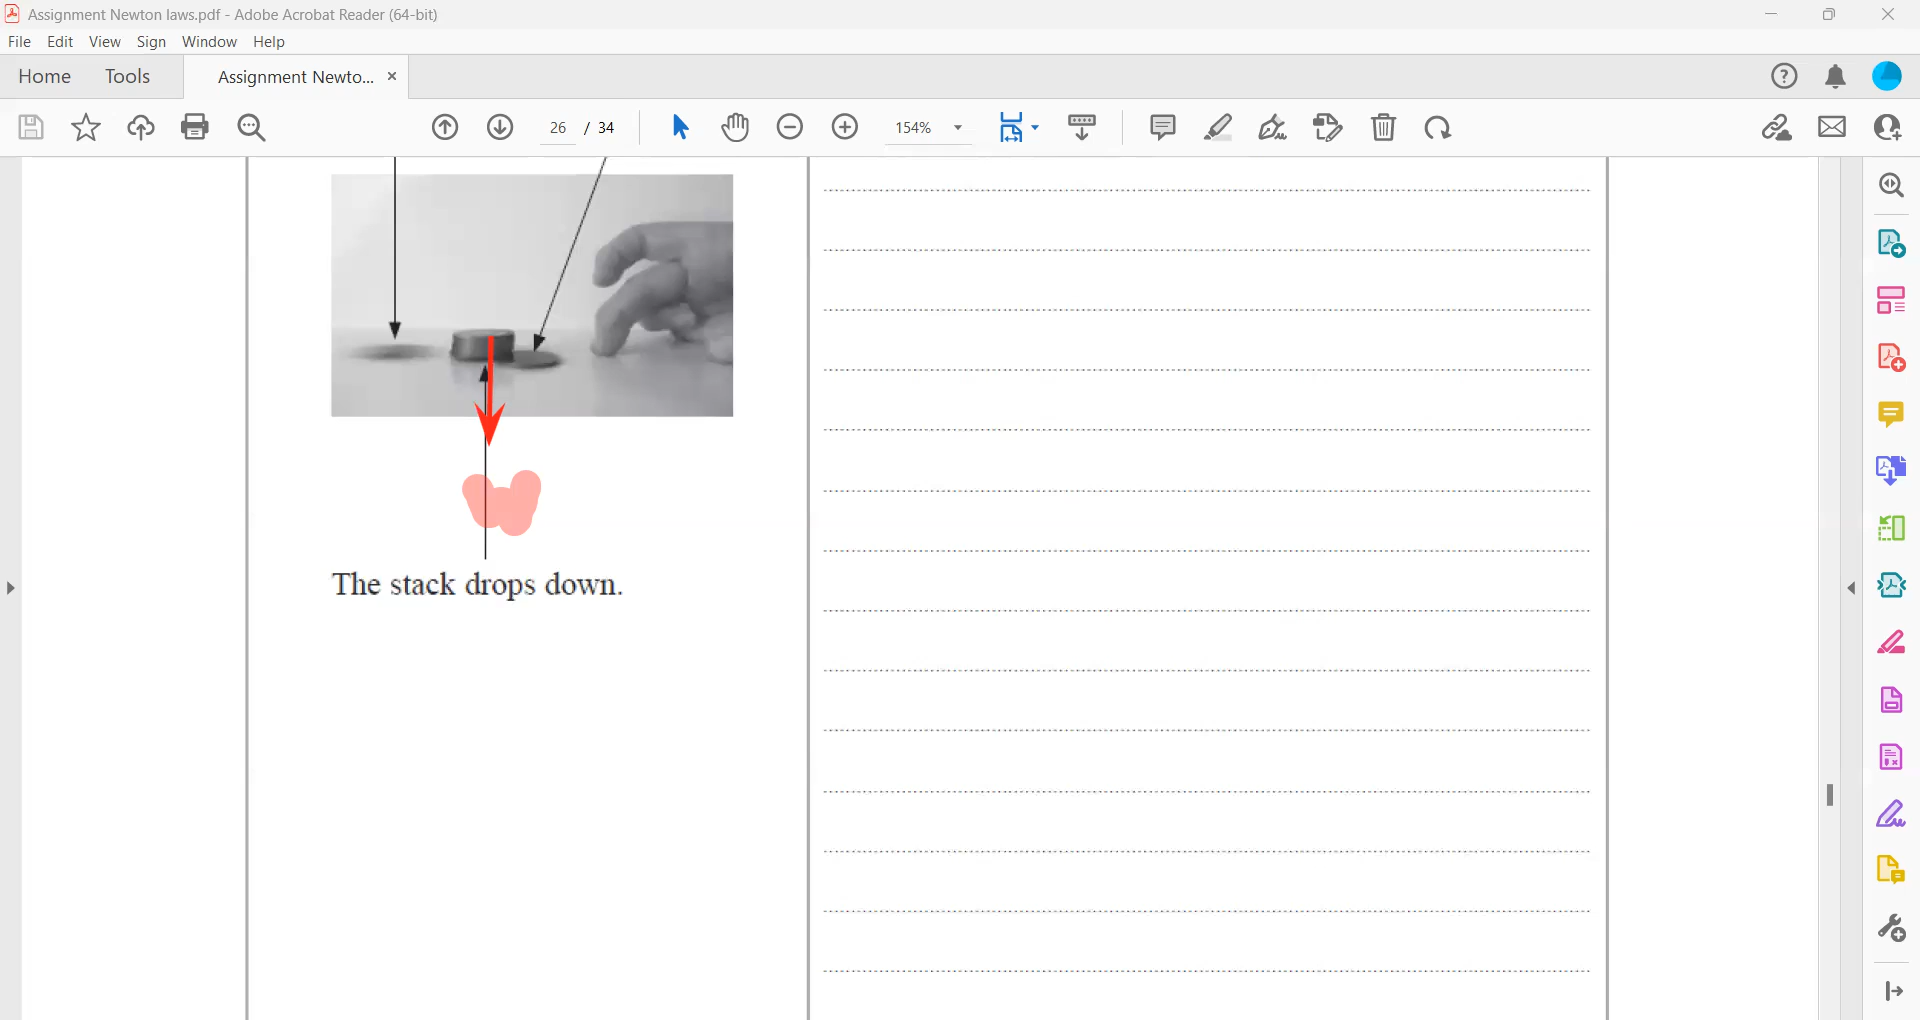 Assignment Newton laws.pdf - Adobe Acrobat Reader (64-bit)
File Edit View Sign Window Help
Home Tools Assignment Newto...
26 / 34 154%
The stack drops down.